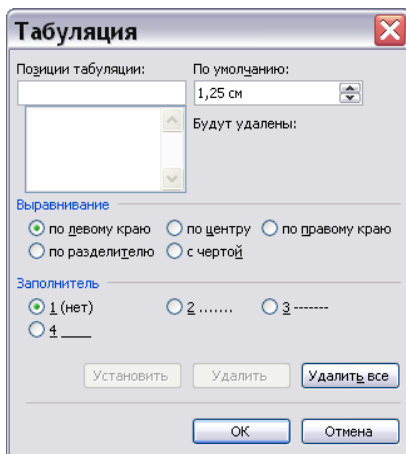 Табуляция
Позиции табуляции: По умолчанию:
1,25 см
Будут удалены:
Выравнивание
по левому краю по центру по правому краю
по разделителю с чертой
Заполнитель
1 (нет) 2 ....... 3 -------
4 ____
Установить Удалить Удалить все
ОК Отмена